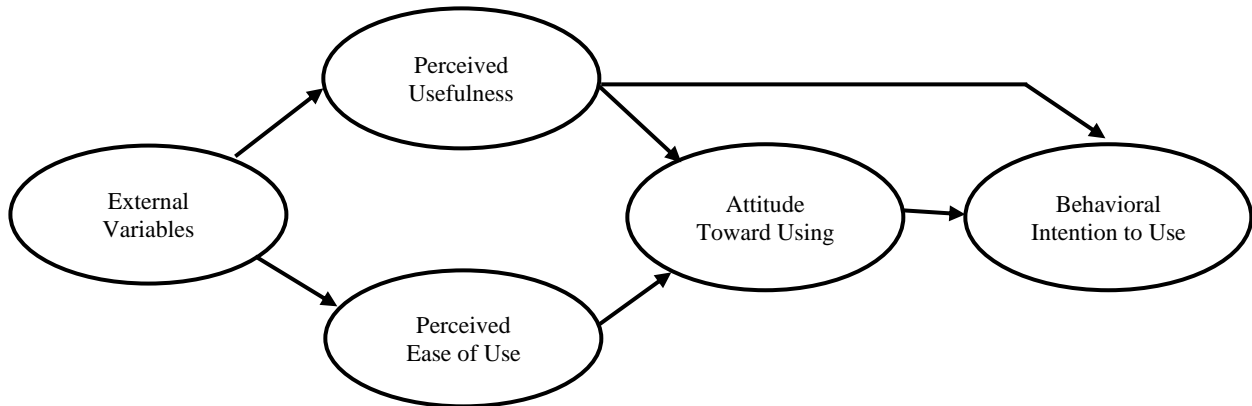 Perceived
Usefulness
External
Variables
Attitude
Toward Using
Behavioral
Intention to Use
Perceived
Ease of Use